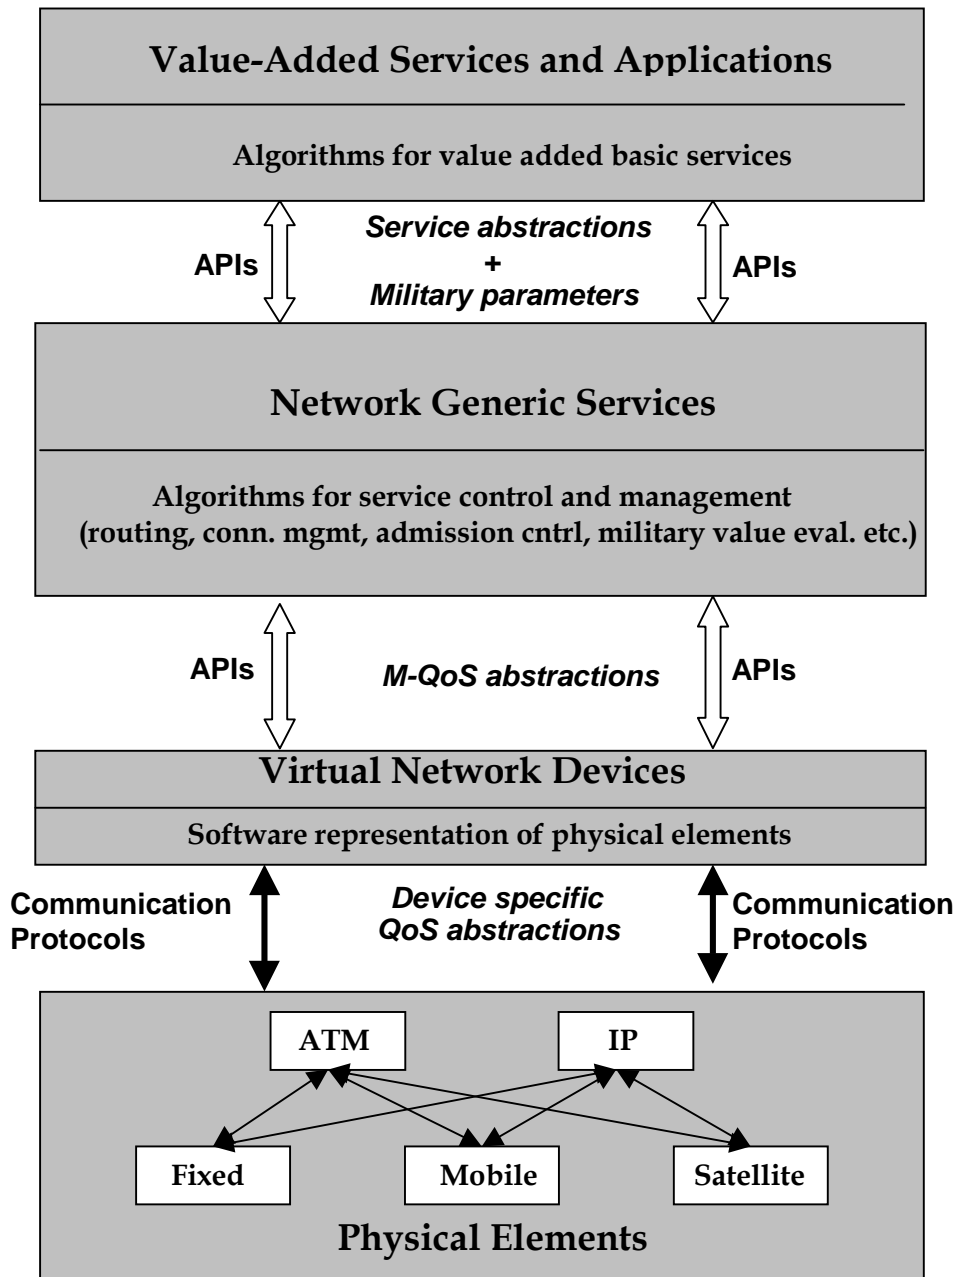 Value-Added Services and Applications
Algorithms for value added basic services
Service abstractions
+
Military parameters
APIs
APIs
Network Generic Services
Algorithms for service control and management
(routing, conn. mgmt, admission cntrl, military value eval. etc.)
APIs
M-QoS abstractions
APIs
Virtual Network Devices
Software representation of physical elements
Communication
Protocols
Device specific
QoS abstractions
Communication
Protocols
ATM
IP
Fixed
Mobile
Satellite
Physical Elements